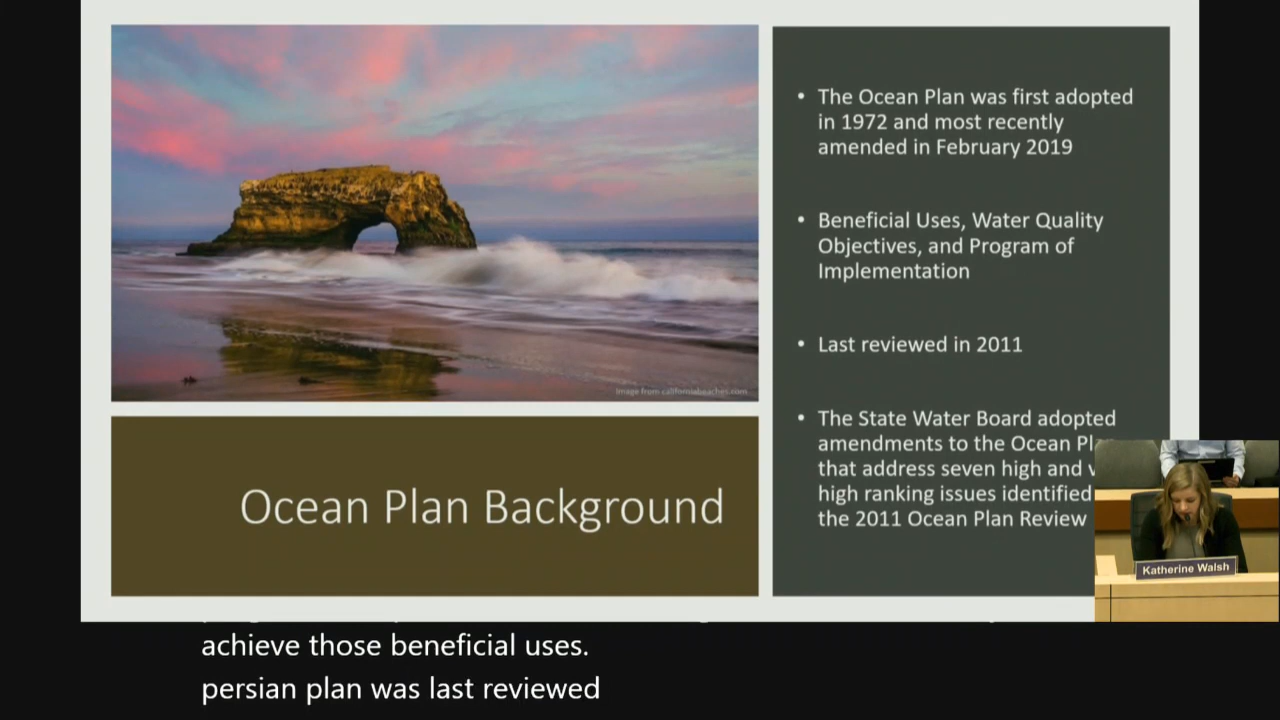 • The Ocean Plan was first adopted
in 1972 and most recently
amended in February 2019
• Beneficial Uses, Water Quality
Objectives, and Program of
Implementation
• Last reviewed in 2011
• The State Water Board adopted
amendments to the Ocean
that address seven high and
high ranking issues identified
the 2011 Ocean Plan Review
Image from californiabeaches.com
Ocean Plan Background
Katherine Walsh
achieve those beneficial uses.
persian plan was last reviewed